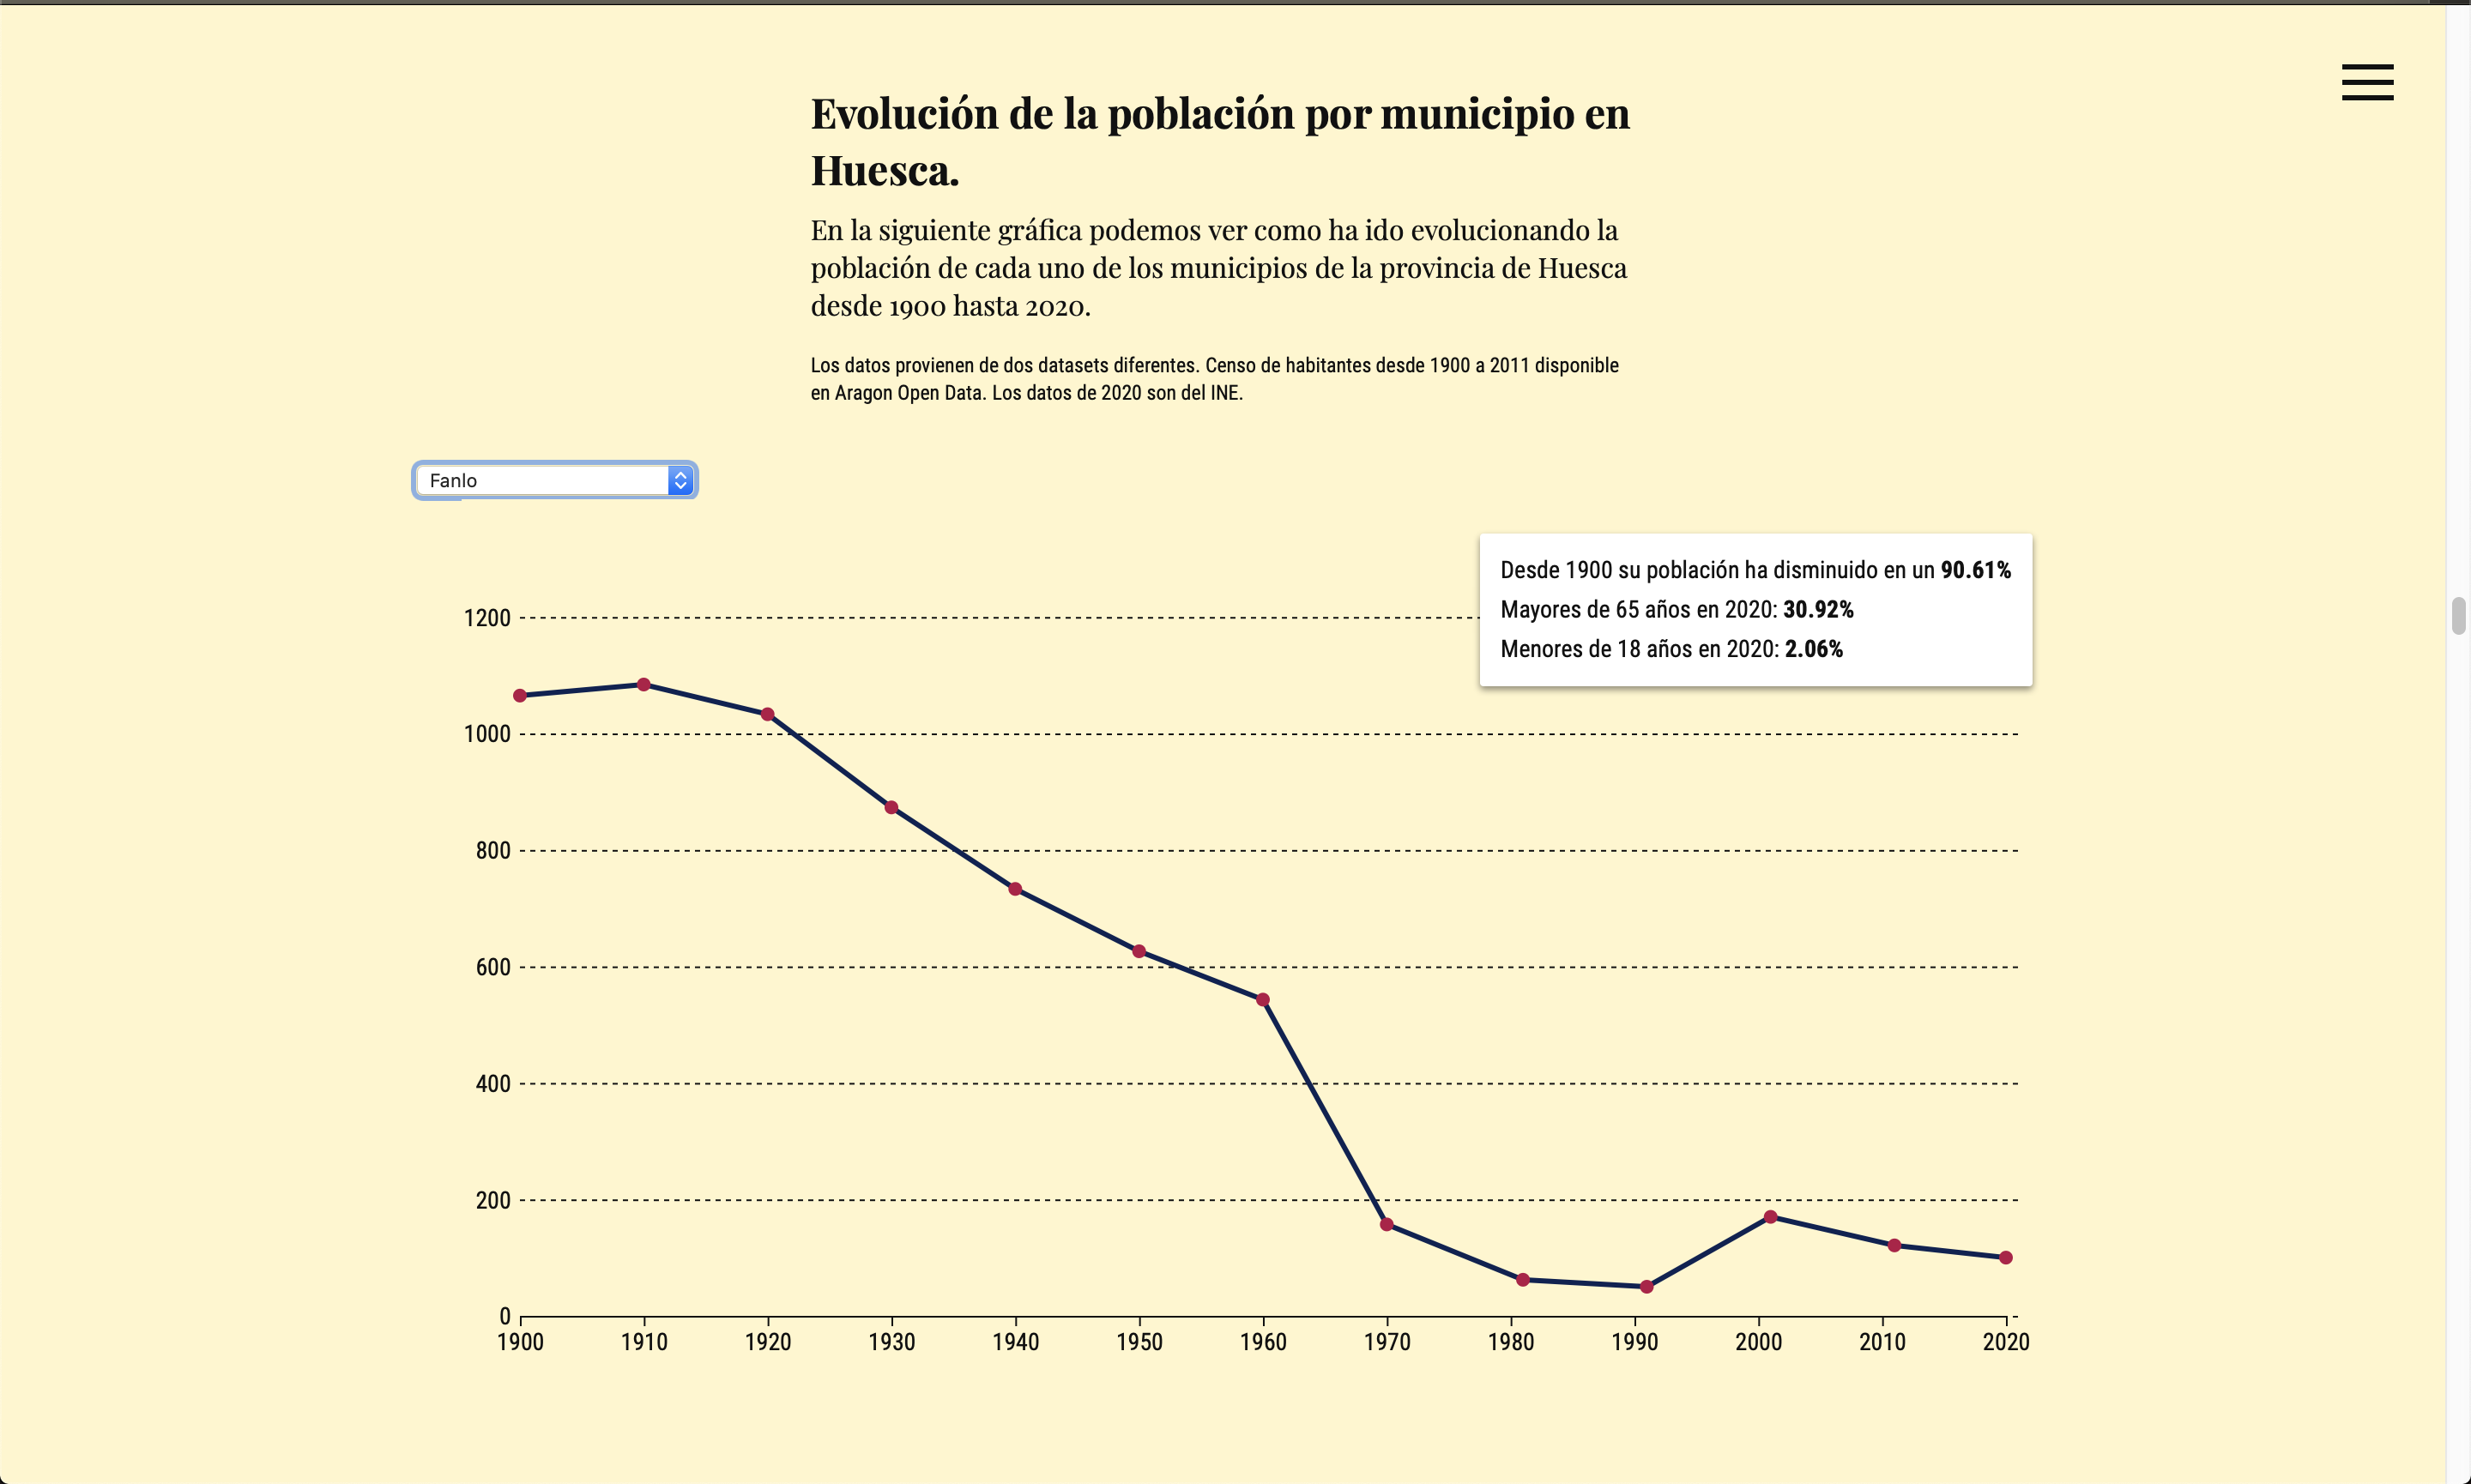 Evolución de la población por municipio en
Huesca.
En la siguiente gráfica podemos ver como ha ido evolucionando la
población de cada uno de los municipios de la provincia de Huesca
desde 1900 hasta 2020.
Los datos provienen de dos datasets diferentes. Censo de habitantes desde 1900 a 2011 disponible
en Aragon Open Data. Los datos de 2020 son del INE.
Fanlo
Desde 1900 su población ha disminuido en un 90.61%
Mayores de 65 años en 2020: 30.92%
Menores de 18 años en 2020: 2.06%
1200
1000
800
600
400
200
0
1900 1910 1920 1930 1940 1950 1960 1970 1980 1990 2000 2010 2020